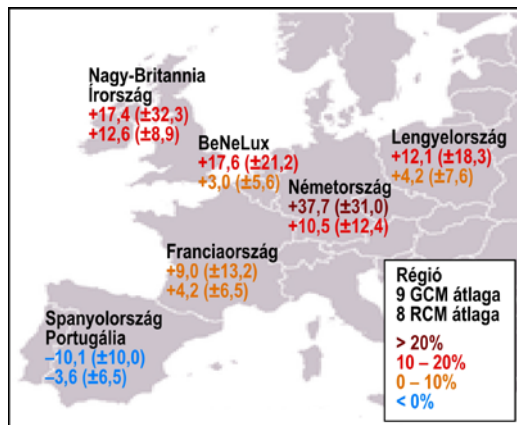 Nagy-Britannia
Írország
+17,4 (±32,3)
+12,6 (±8,9)
BeNeLux
+17,6 (±21,2)
+3,0 (±5,6)
Lengyelország
+12,1 (±18,3)
+4,2 (±7,6)
Németország
+37,7 (±31,0)
+10,5 (±12,4)
Franciaország
+9,0 (±13,2)
+4,2 (±6,5)
Spanyolország
Portugália
–10,1 (±10,0)
–3,6 (±6,5)
Régió
9 GCM átlaga
8 RCM átlaga
> 20%
10 – 20%
0 – 10%
< 0%